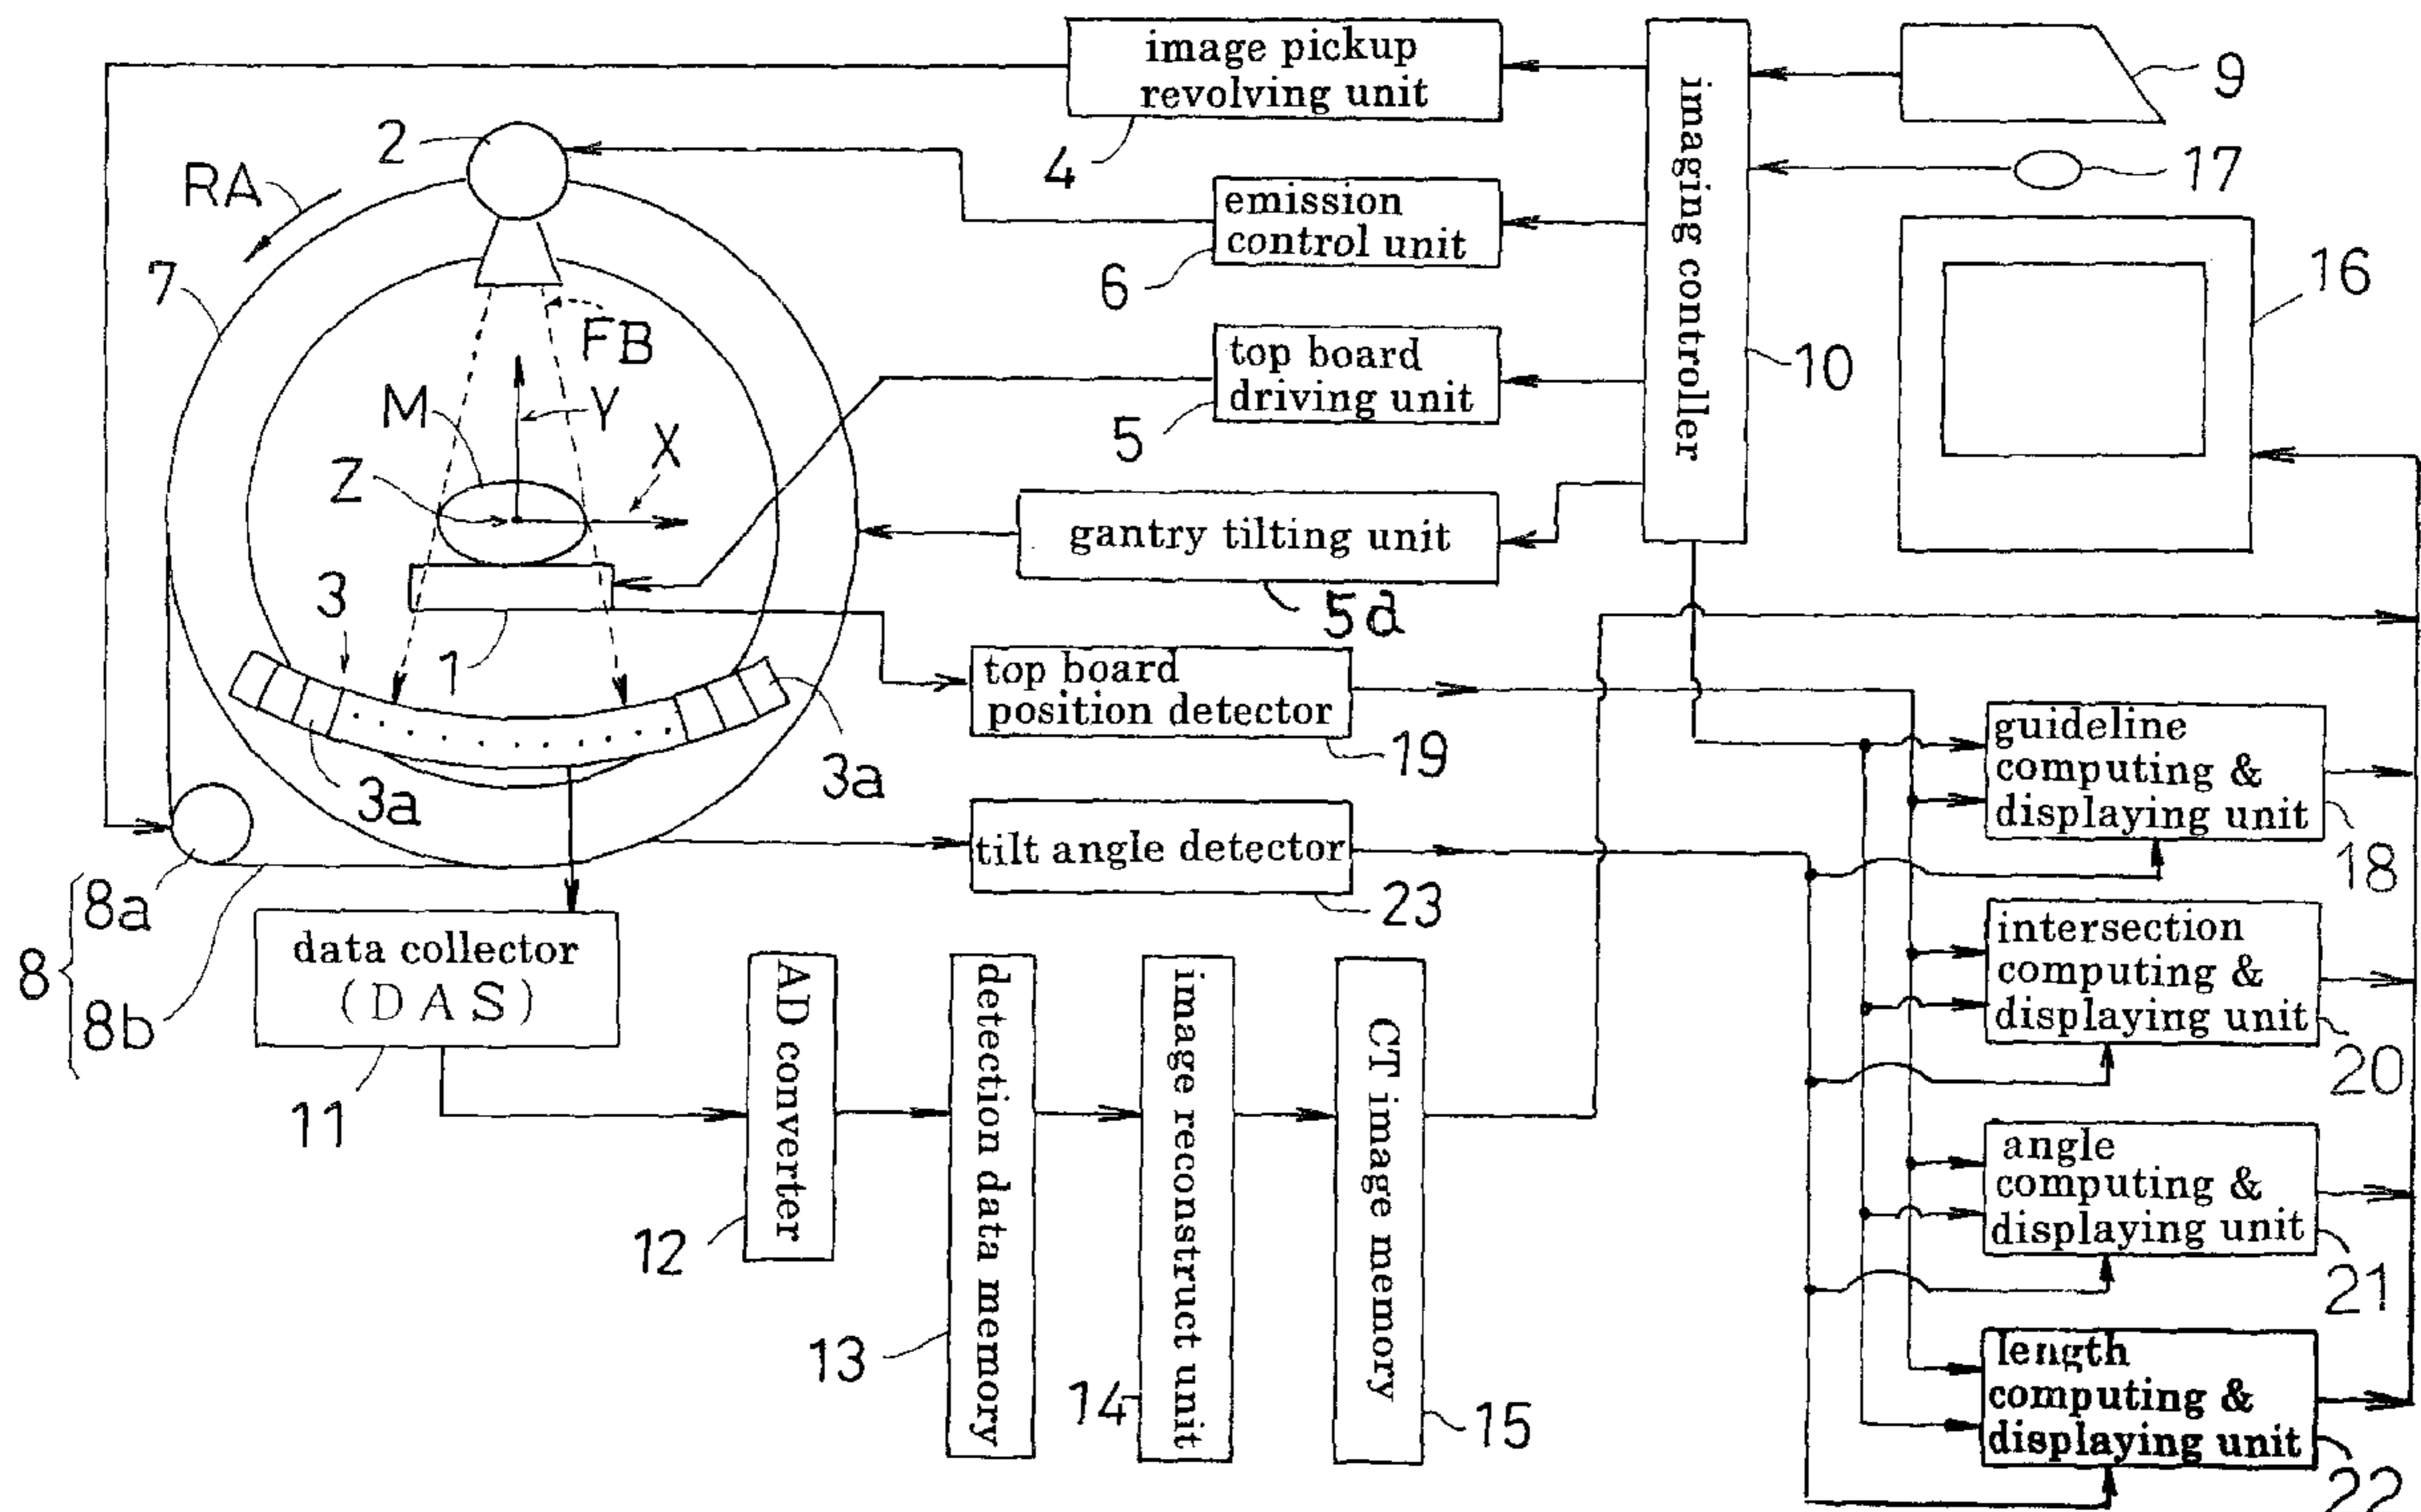 image pickup
revolving unit
4
9
17
2
RA
7
emission
control unit
6
imaging controller
10
16
FB
M
Y
X
Z
top board
driving unit
5
gantry tilting unit
5a
3
1
3a
3a
top board
position detector
19
tilt angle detector
23
guideline
computing &
displaying unit
18
8
8a
8b
data collector
(DAS)
11
AD converter
12
detection data memory
13
image reconstruct unit
14
CT image memory
15
intersection
computing &
displaying unit
20
angle
computing &
displaying unit
21
length
computing &
displaying unit
22